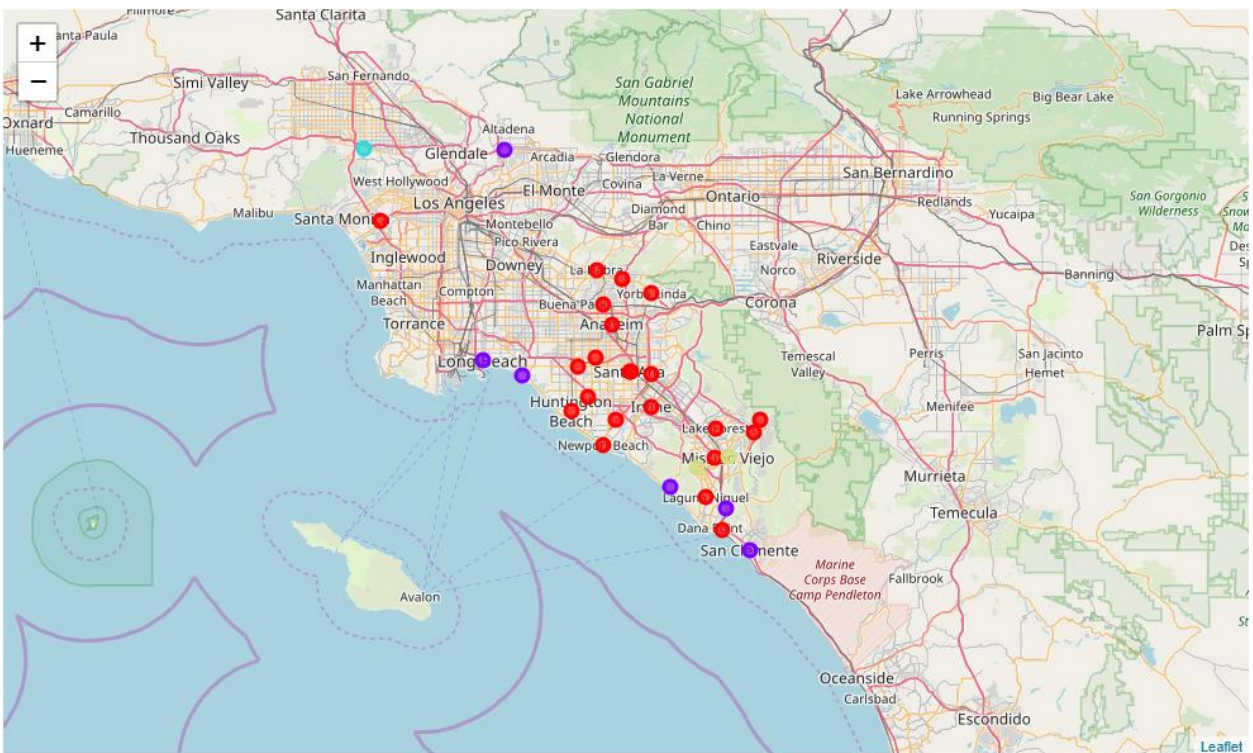 Fillmore
Santa Clarita
+
anta Paula
−
San Fernando
Simi Valley
San Gabriel
Mountains
National
Monument
Lake Arrowhead
Big Bear Lake
Camarillo
Running Springs
Oxnard
Thousand Oaks
Altadena
Hueneme
Glendale
Arcadia
Glendora
La Verne
San Bernardino
West Hollywood
Covina
El Monte
Ontario
San Gorgonio
Wilderness
Los Angeles
Redlands
Malibu
Santa Moni
Montebello
Diamond
Bar
Chino
Yucaipa
Pico Rivera
Eastvale
Inglewood
Downey
La Habra
Norco
Riverside
Banning
Manhattan
Beach
Compton
Buena Park
Yorba Linda
Corona
Torrance
Anaheim
Palm Sp
Long Beach
Temescal
Valley
Perris
San Jacinto
Hemet
Santa Ana
Huntington
Beach
Irvine
Menifee
Lake Forest
Newport Beach
Mission Viejo
Murrieta
Laguna Niguel
Temecula
Dana Point
San Clemente
Marine
Corps Base
Camp Pendleton
Fallbrook
Avalon
Oceanside
Carlsbad
Escondido
Leaflet